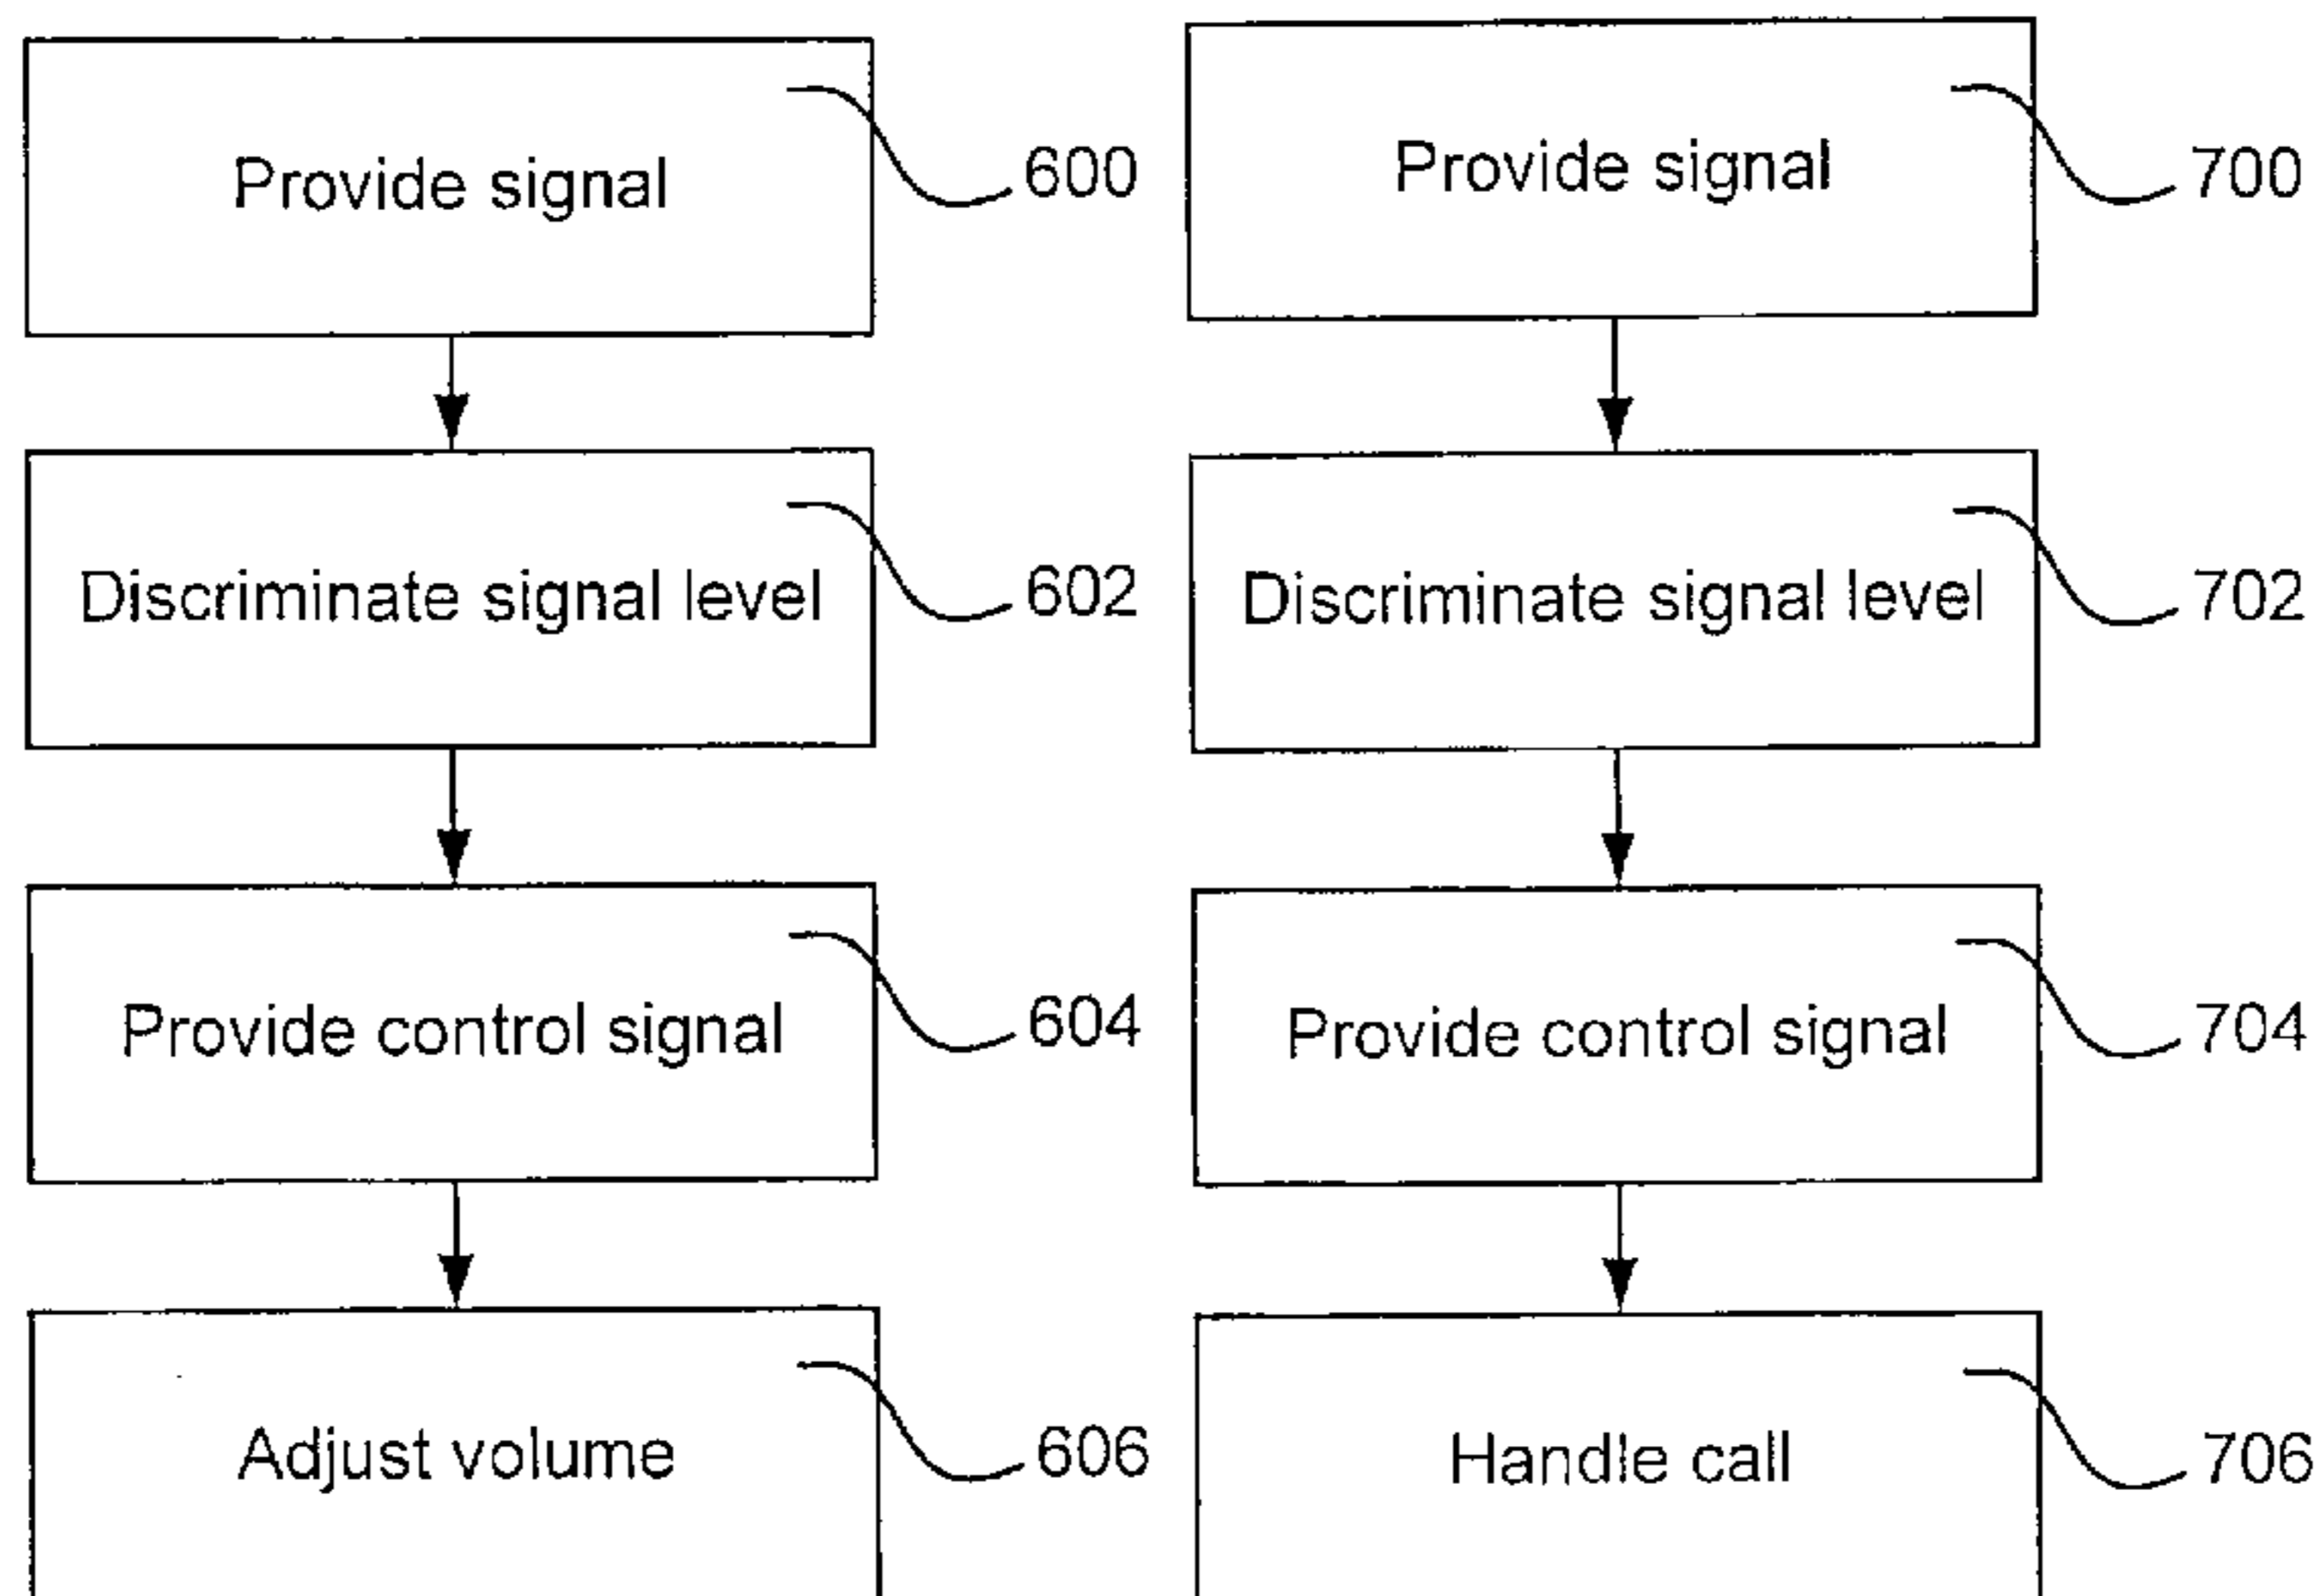 Provide signal
600
Discriminate signal level
602
Provide control signal
604
Adjust volume
606
Provide signal
700
Discriminate signal level
702
Provide control signal
704
Handle call
706